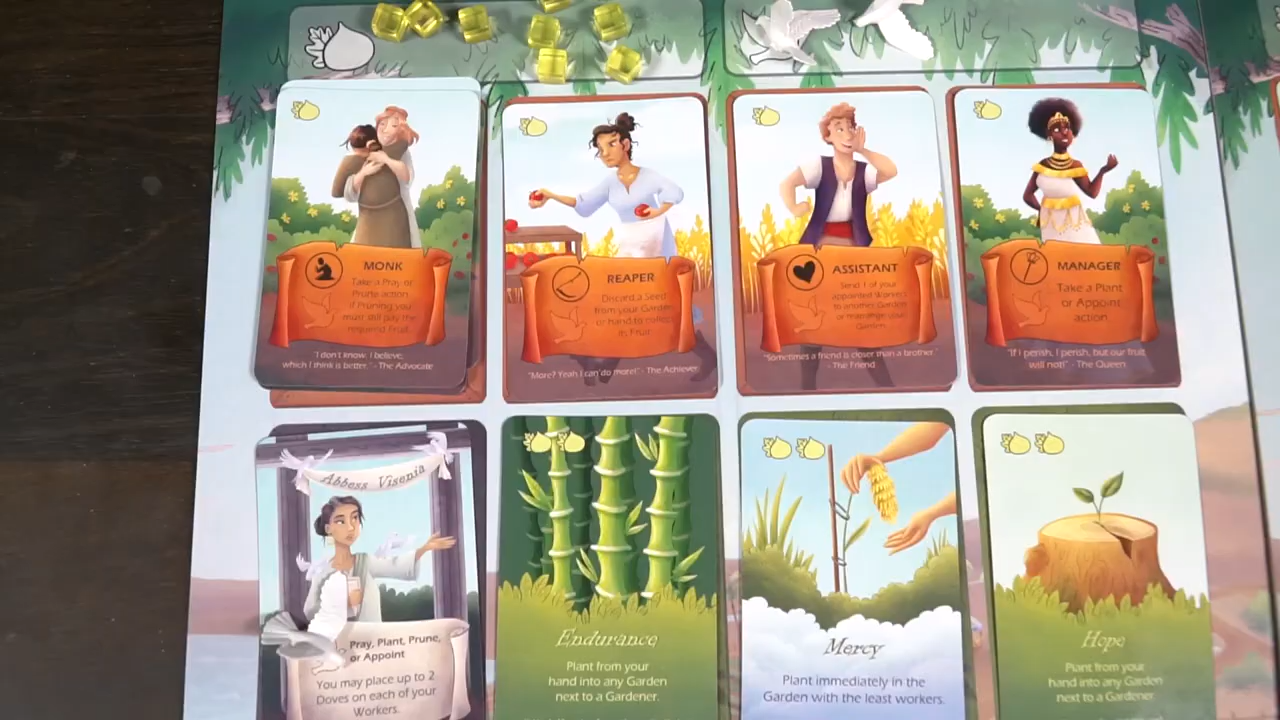 MONK
Take a Pray or
Prune action.
If Pruning you
must still pay the
required Fruit.
"I don't know. I believe,
which I think is better." - The Advocate
REAPER
Discard a Seed
from your Garden
or hand to collect
its Fruit.
"More? Yeah I can do more!" - The Achiever
ASSISTANT
Send 1 of your
appointed Workers
to another Garden
or rearrange your
Garden.
"Sometimes a friend is closer than a brother."
- The Friend
MANAGER
Take a Plant
or Appoint
action.
"If I perish, I perish, but our fruit
will not!" - The Queen
Abbess Visenia
Pray, Plant, Prune,
or Appoint
You may place up to 2
Doves on each of your
Workers.
Endurance
Plant from your
hand into any Garden
next to a Gardener.
Mercy
Plant immediately in the
Garden with the least workers.
Hope
Plant from your
hand into any Garden
next to a Gardener.